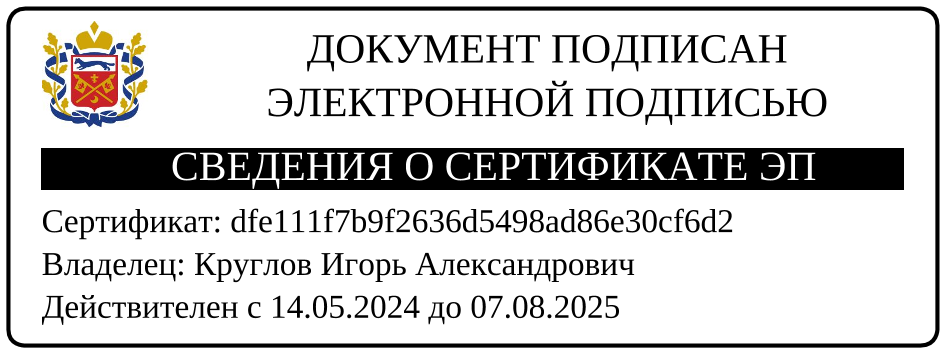 ДОКУМЕНТ ПОДПИСАН
ЭЛЕКТРОННОЙ ПОДПИСЬЮ
СВЕДЕНИЯ О СЕРТИФИКАТЕ ЭП
Сертификат: dfe111f7b9f2636d5498ad86e30cf6d2
Владелец: Круглов Игорь Александрович
Действителен с 14.05.2024 до 07.08.2025